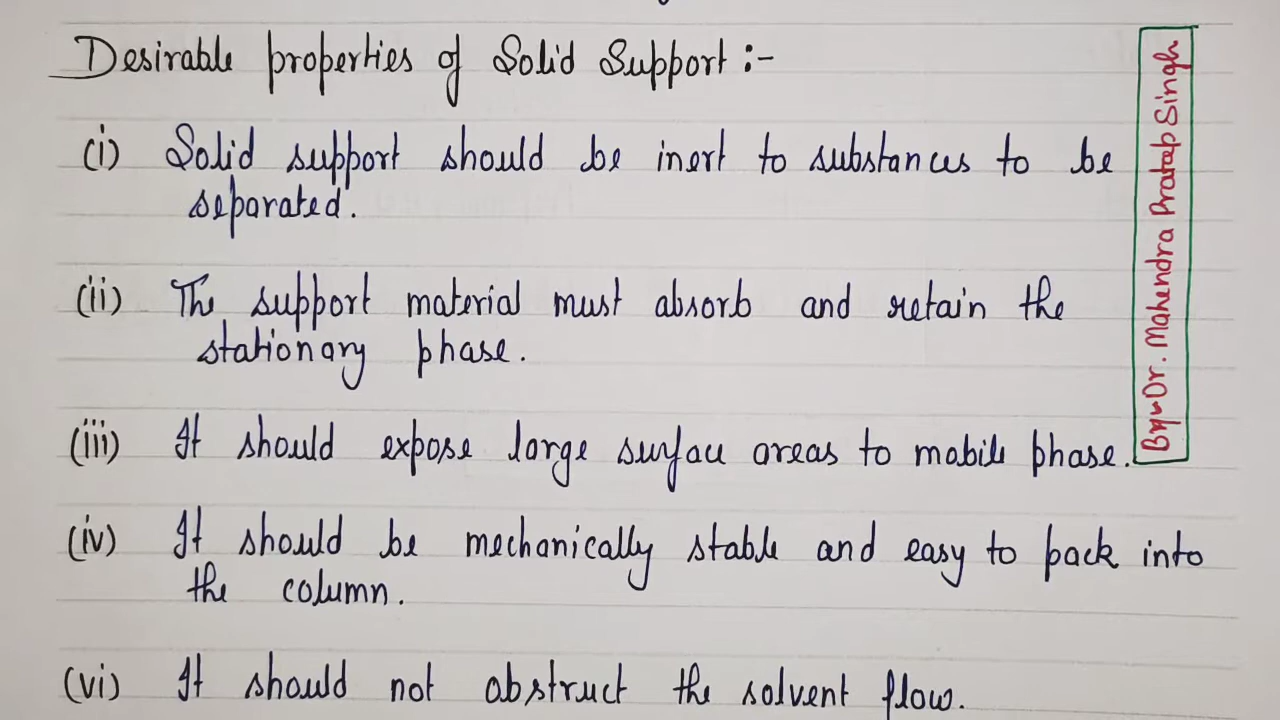 Desirable properties of Solid Support :-
(i) Solid support should be inert to substances to be
separated.
(ii) The support material must absorb and retain the
stationary phase.
(iii) It should expose large surface areas to mobile phase.
(iv) It should be mechanically stable and easy to pack into
the column.
(vi) It should not abstruct the solvent flow.
By~Dr. Mahendra Pratap Singh